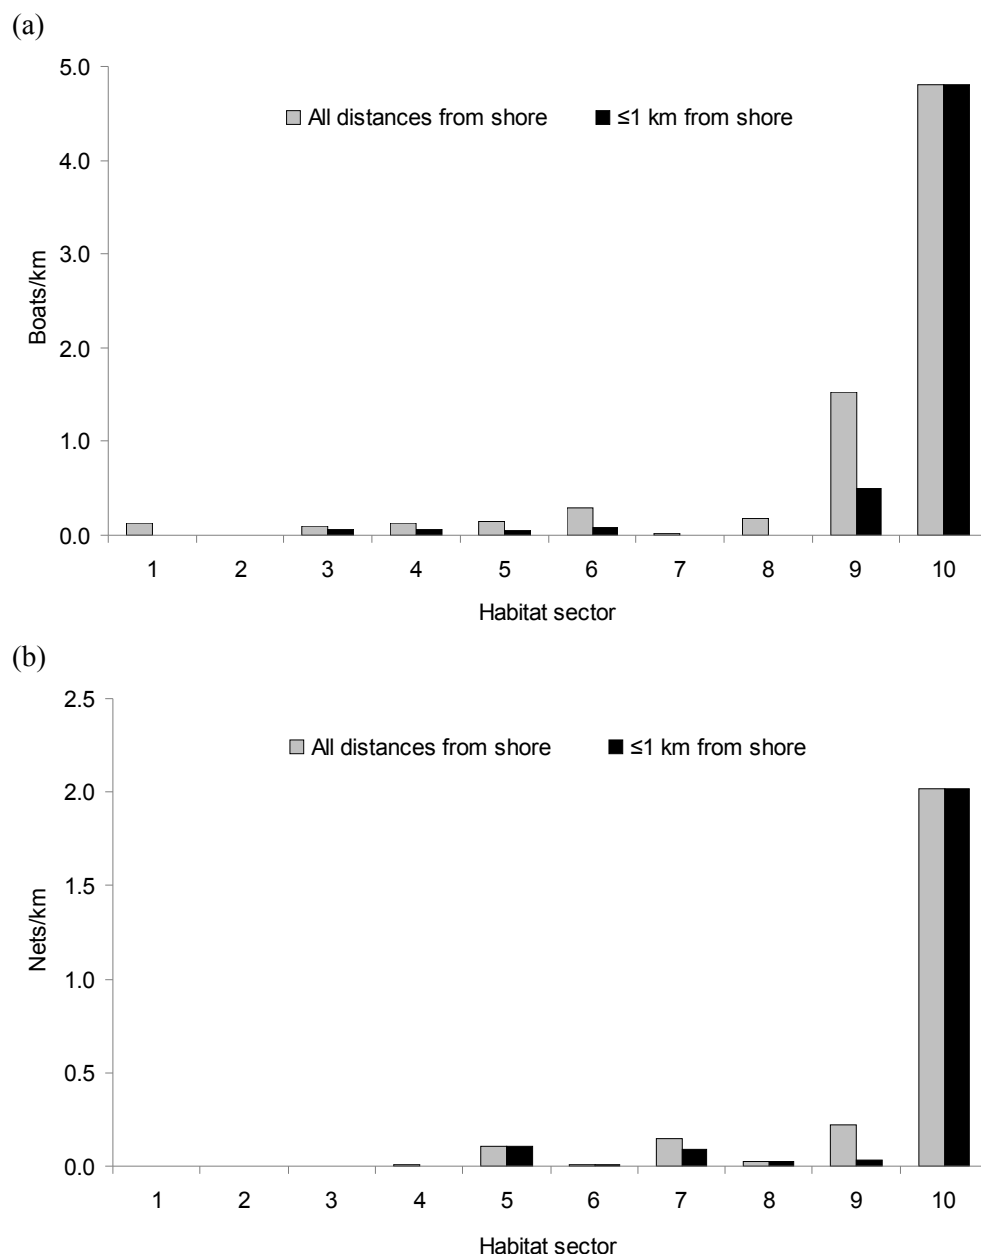 (a)
5.0
All distances from shore ≤1 km from shore
4.0
3.0
Boats/km
2.0
1.0
0.0
1 2 3 4 5 6 7 8 9 10
Habitat sector
(b)
2.5
All distances from shore ≤1 km from shore
2.0
1.5
Nets/km
1.0
0.5
0.0
1 2 3 4 5 6 7 8 9 10
Habitat sector